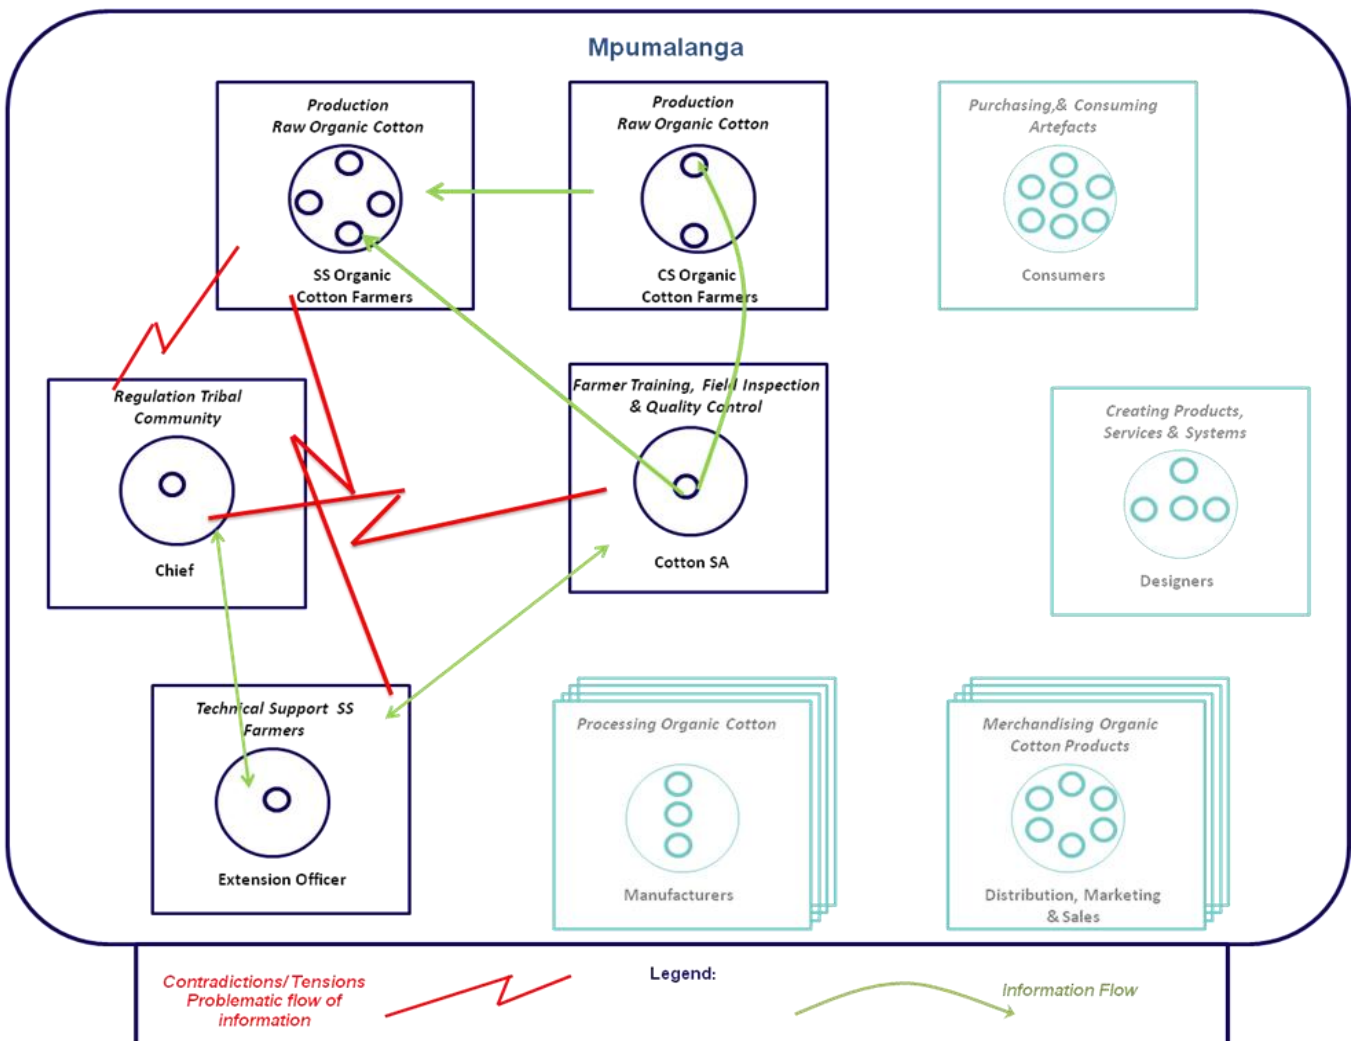 Mpumalanga
Production
Raw Organic Cotton
SS Organic
Cotton Farmers
Production
Raw Organic Cotton
CS Organic
Cotton Farmers
Purchasing,& Consuming
Artefacts
Consumers
Regulation Tribal
Community
Chief
Farmer Training, Field Inspection
& Quality Control
Cotton SA
Creating Products,
Services & Systems
Designers
Technical Support SS
Farmers
Extension Officer
Processing Organic Cotton
Manufacturers
Merchandising Organic
Cotton Products
Distribution, Marketing
& Sales
Legend:
Contradictions/ Tensions
Problematic flow of
information
Information Flow